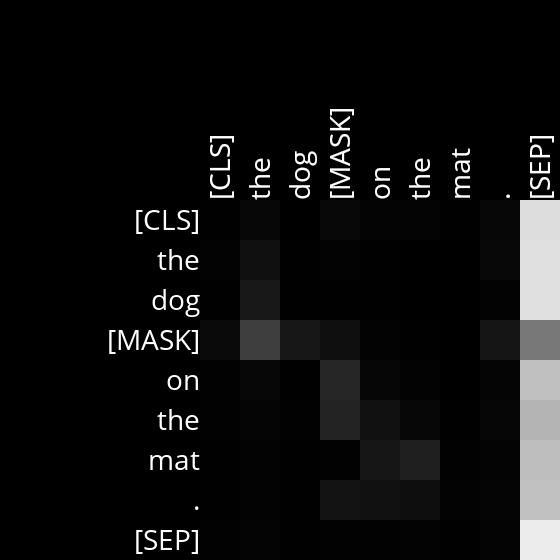 [CLS] the dog [MASK] on the mat . [SEP]
[CLS]
the
dog
[MASK]
on
the
mat
.
[SEP]